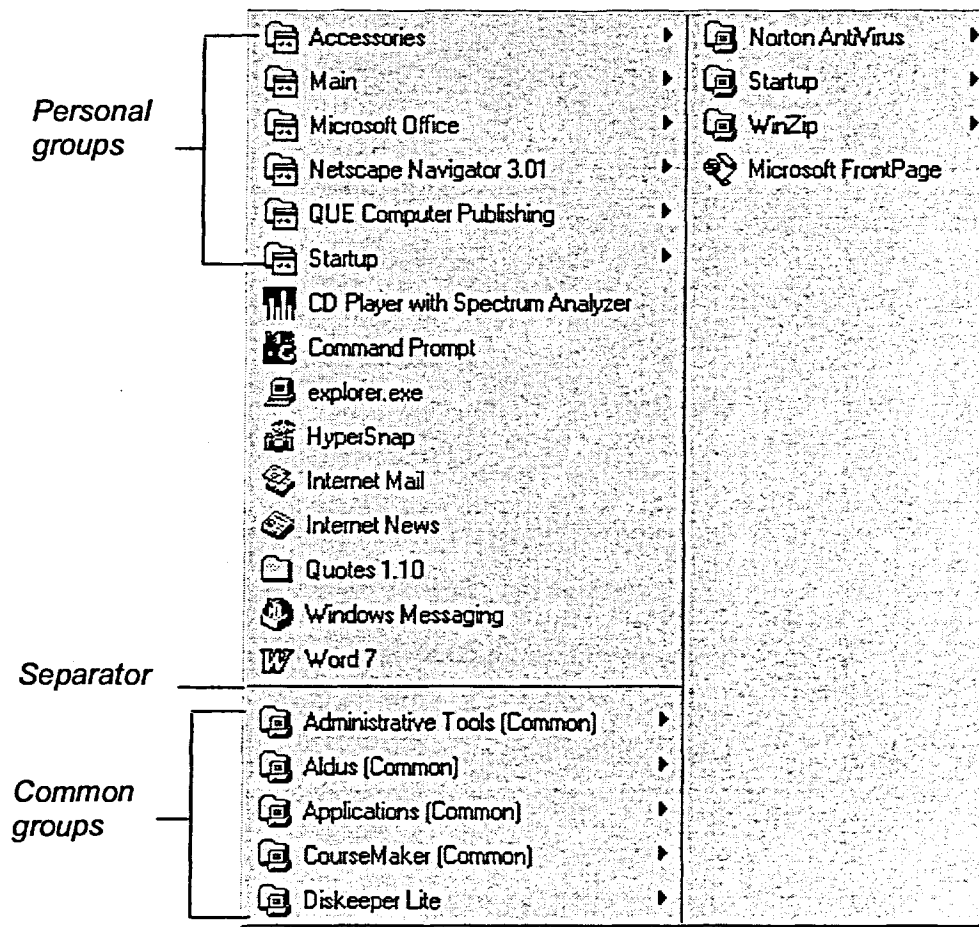 Personal
groups
Separator
Common
groups
Accessories
Main
Microsoft Office
Netscape Navigator 3.01
QUE Computer Publishing
Startup
CD Player with Spectrum Analyzer
Command Prompt
explorer.exe
HyperSnap
Internet Mail
Internet News
Quotes 1.10
Windows Messaging
Word 7
Administrative Tools (Common)
Aldus (Common)
Applications (Common)
CourseMaker (Common)
Diskeeper Lite
Norton AntiVirus
Startup
WinZip
Microsoft FrontPage